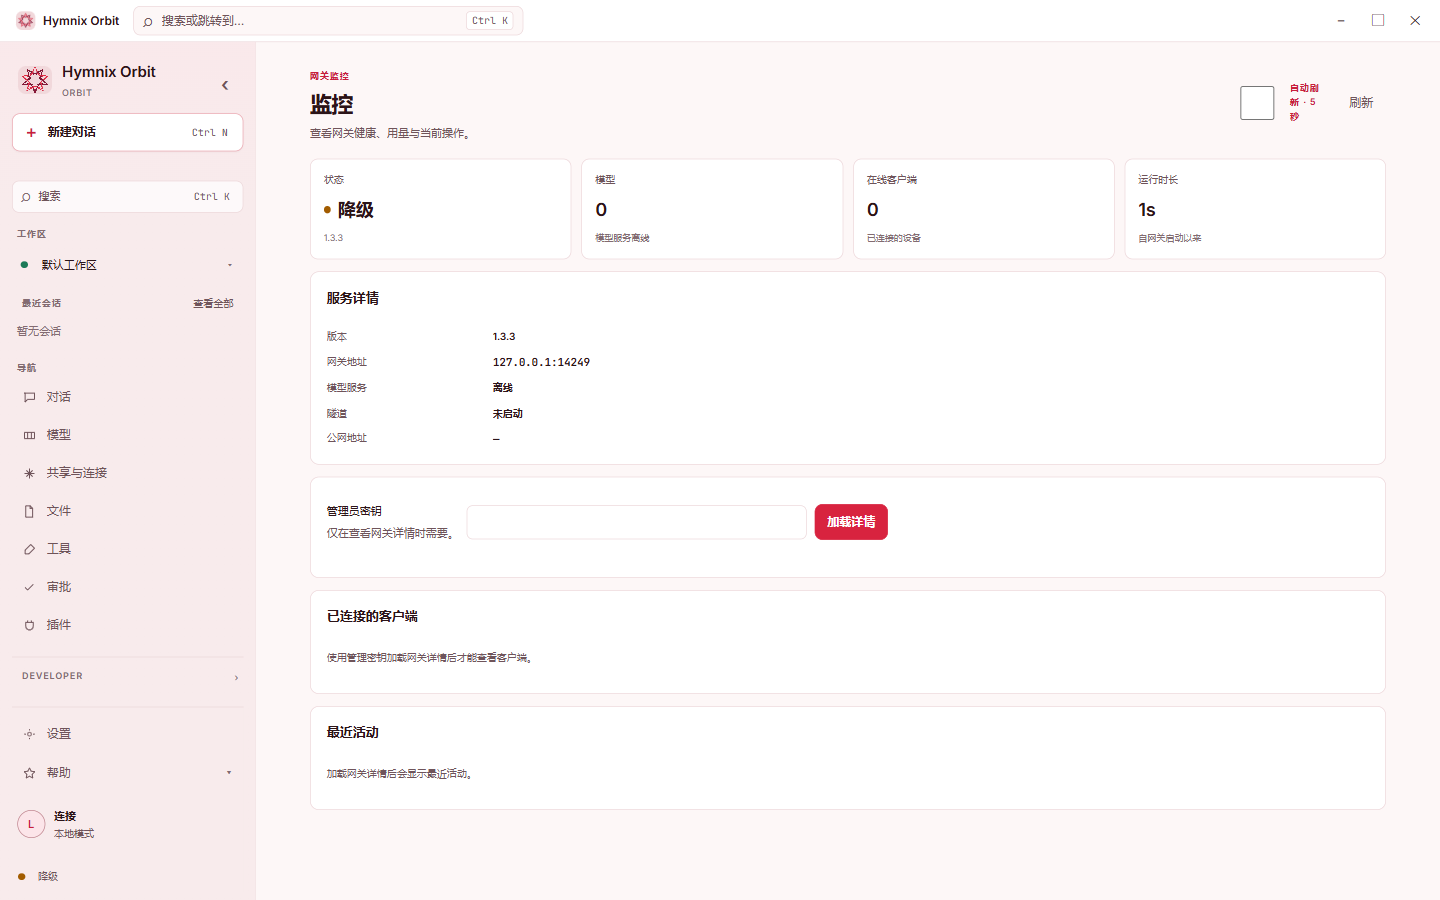 Hymnix Orbit
搜索或跳转到...
Ctrl K
Hymnix Orbit
ORBIT
+ 新建对话
Ctrl N
搜索
Ctrl K
工作区
默认工作区
最近会话
查看全部
暂无会话
导航
对话
模型
共享与连接
文件
工具
审批
插件
DEVELOPER
设置
帮助
L
连接
本地模式
降级
网关监控
监控
查看网关健康、用量与当前操作。
自动刷
新 · 5
秒
刷新
状态
降级
1.3.3
模型
0
模型服务离线
在线客户端
0
已连接的设备
运行时长
1s
自网关启动以来
服务详情
版本
1.3.3
网关地址
127.0.0.1:14249
模型服务
离线
隧道
未启动
公网地址
—
管理员密钥
仅在查看网关详情时需要。
加载详情
已连接的客户端
使用管理密钥加载网关详情后才能查看客户端。
最近活动
加载网关详情后会显示最近活动。